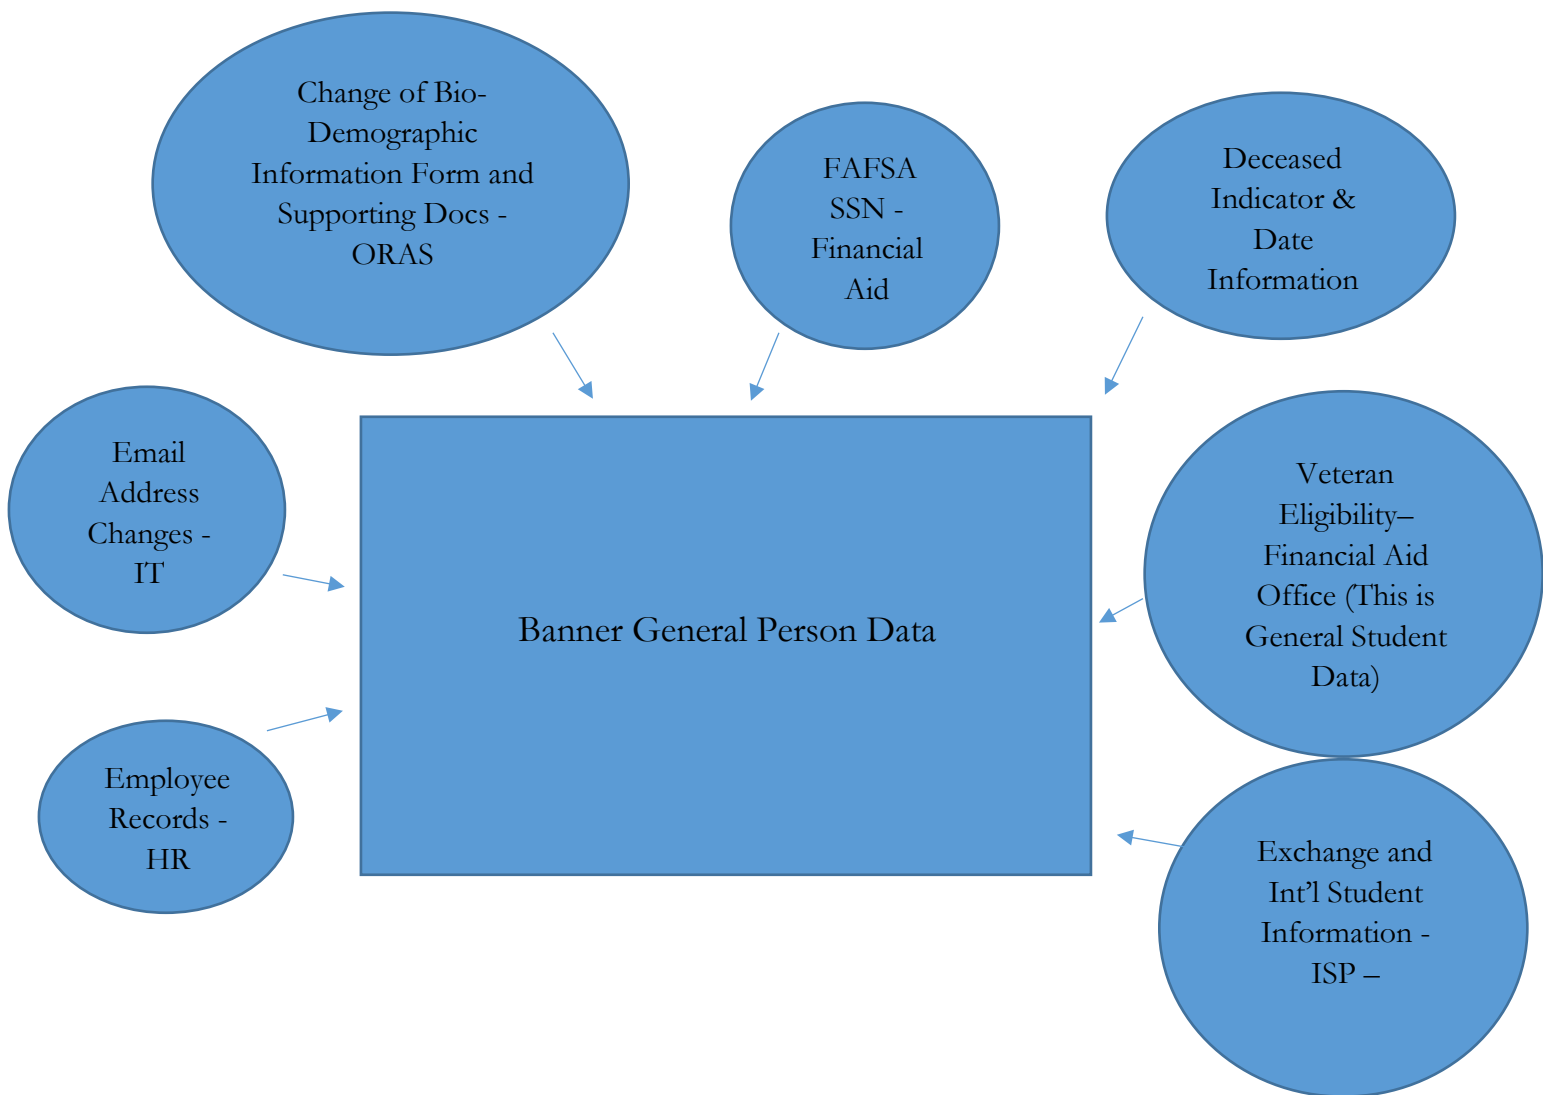 Change of Bio-
Demographic
Information Form and
Supporting Docs -
ORAS
FAFSA
SSN -
Financial
Aid
Deceased
Indicator &
Date
Information
Email
Address
Changes -
IT
Veteran
Eligibility–
Financial Aid
Office (This is
General Student
Data)
Banner General Person Data
Employee
Records -
HR
Exchange and
Int’l Student
Information -
ISP –